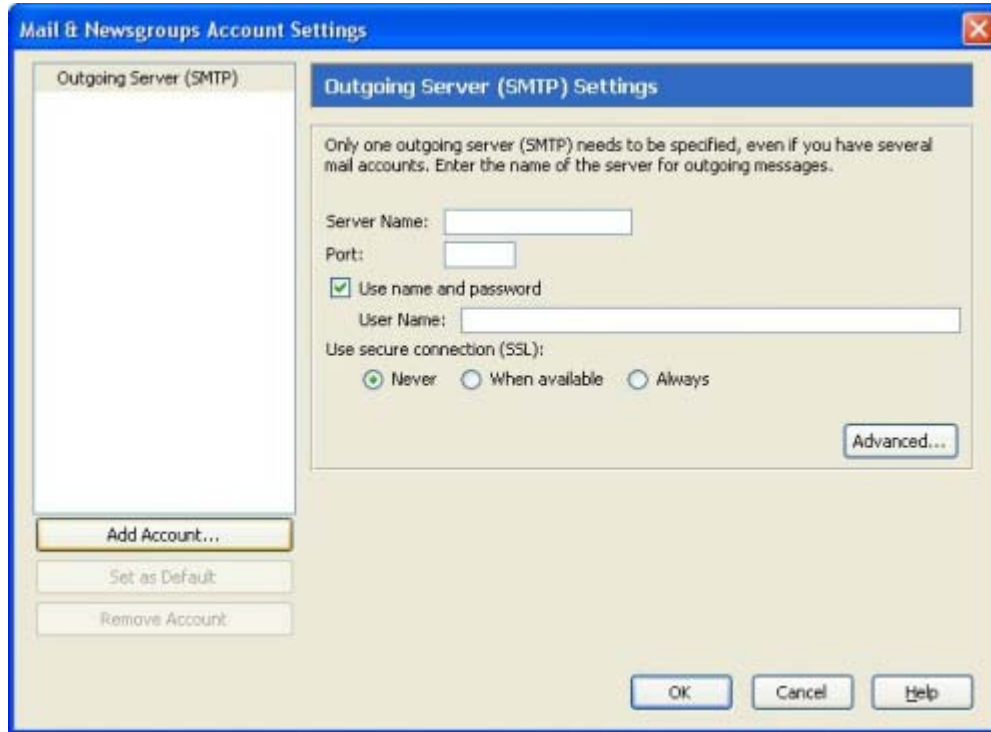 Mail & Newsgroups Account Settings
Outgoing Server (SMTP)
Outgoing Server (SMTP) Settings
Only one outgoing server (SMTP) needs to be specified, even if you have several
mail accounts. Enter the name of the server for outgoing messages.
Server Name:
Port:
Use name and password
User Name:
Use secure connection (SSL):
Never When available Always
Advanced...
Add Account...
Set as Default
Remove Account
OK Cancel Help